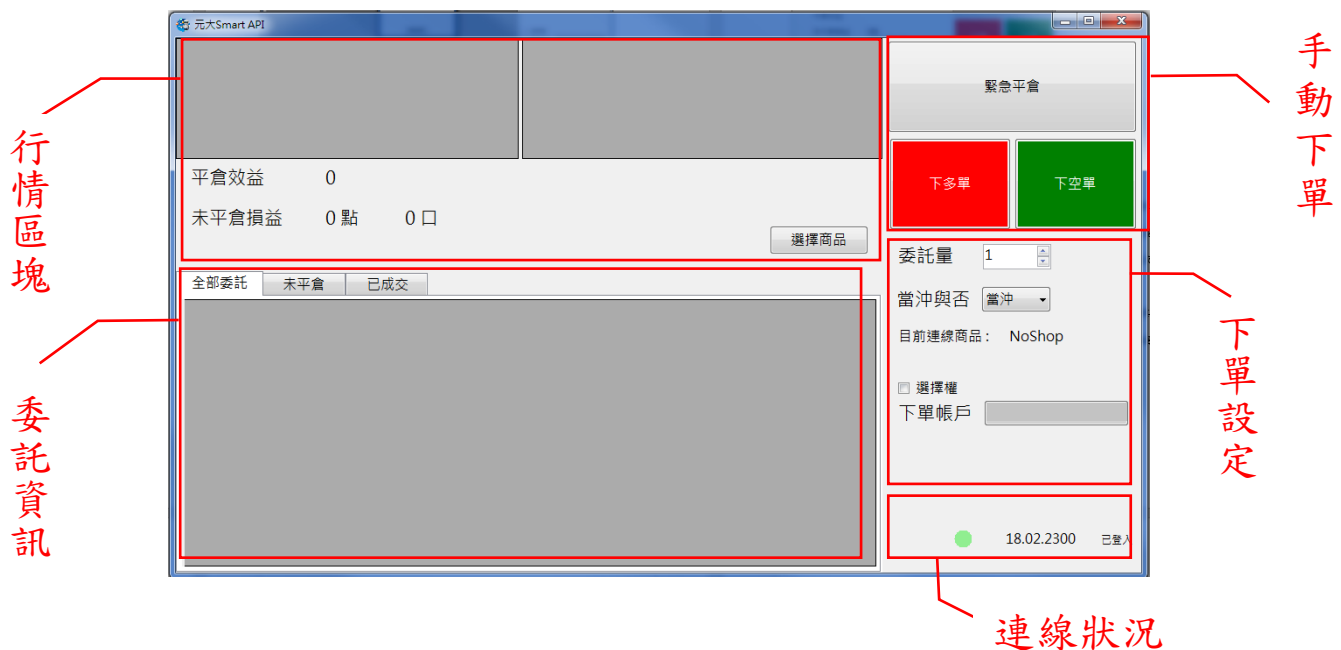 元大Smart API
緊急平倉
下多單
下空單
平倉效益 0
未平倉損益 0 點 0 口
選擇商品
委託量 1
當沖與否 當沖
目前連線商品： NoShop
選擇權
下單帳戶
全部委託 未平倉 已成交
18.02.2300 已登入
行情區塊
委託資訊
手動下單
下單設定
連線狀況